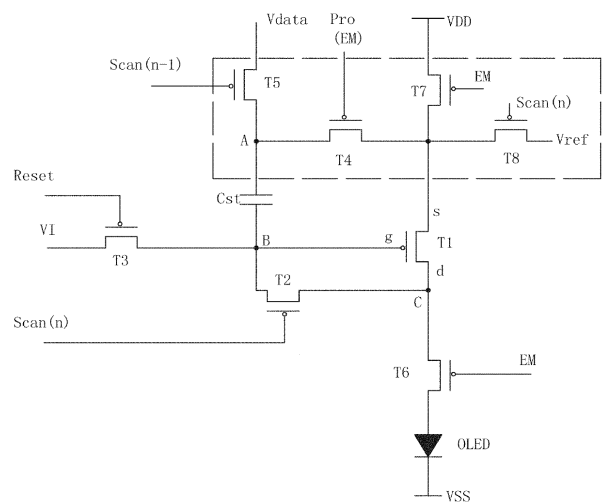 Vdata Pro
(EM)
VDD
Scan(n-1)
T5
T7
EM
Scan(n)
A
T4
T8
Vref
Reset
Cst
s
VI
B
g
T1
T3
T2
d
C
Scan(n)
T6
EM
OLED
VSS